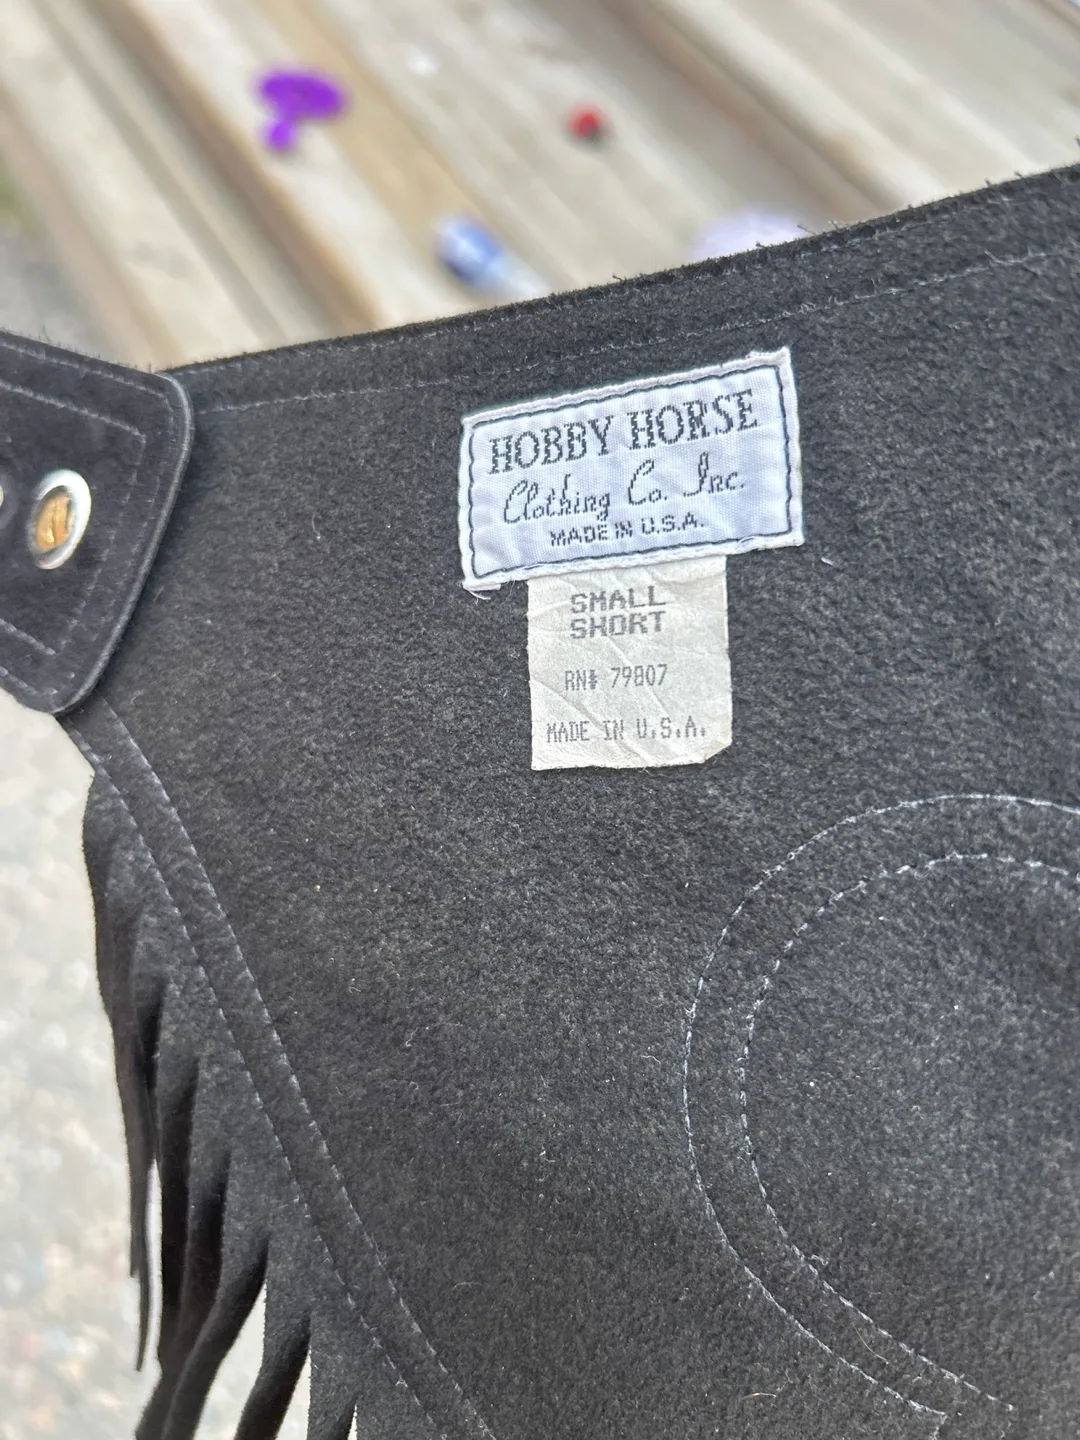 HOBBY HORSE
Clothing Co. Inc.
MADE IN U.S.A.
SMALL
SHORT
RN# 79807
MADE IN U.S.A.